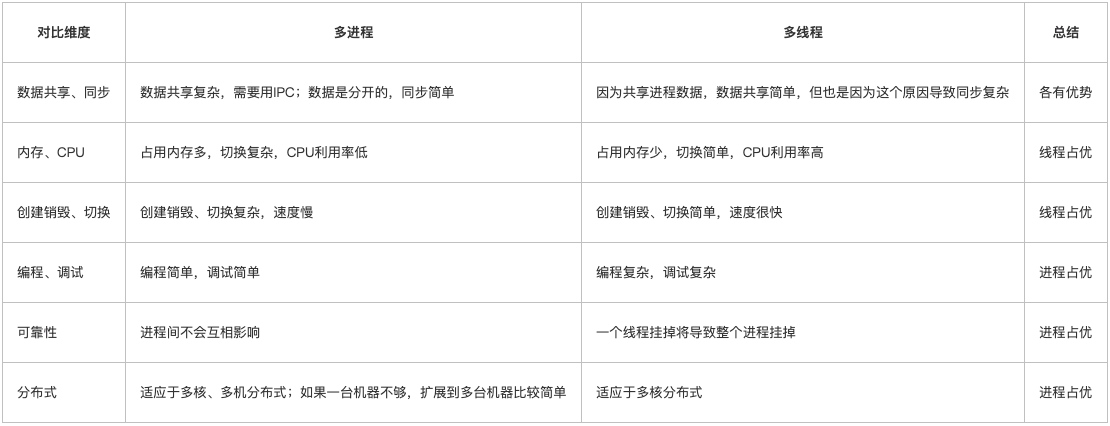 对比维度 多进程 多线程 总结
数据共享、同步 数据共享复杂，需要用IPC；数据是分开的，同步简单 因为共享进程数据，数据共享简单，但也是因为这个原因导致同步复杂 各有优势
内存、CPU 占用内存多，切换复杂，CPU利用率低 占用内存少，切换简单，CPU利用率高 线程占优
创建销毁、切换 创建销毁、切换复杂，速度慢 创建销毁、切换简单，速度很快 线程占优
编程、调试 编程简单，调试简单 编程复杂，调试复杂 进程占优
可靠性 进程间不会互相影响 一个线程挂掉将导致整个进程挂掉 进程占优
分布式 适应于多核、多机分布式；如果一台机器不够，扩展到多台机器比较简单 适应于多核分布式 进程占优